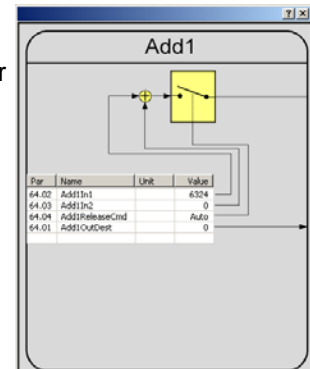 Add1
r
Par Name Unit Value
64.02 Add1In1 6324
64.03 Add1In2 0
64.04 Add1ReleaseCmd Auto
64.01 Add1OutDest 0